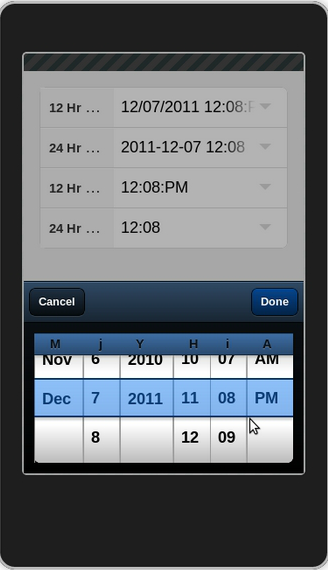 12 Hr ... 12/07/2011 12:08:F
24 Hr ... 2011-12-07 12:08
12 Hr ... 12:08:PM
24 Hr ... 12:08
Cancel Done
M j Y H i A
Nov 6 2010 10 07 AM
Dec 7 2011 11 08 PM
8 12 09